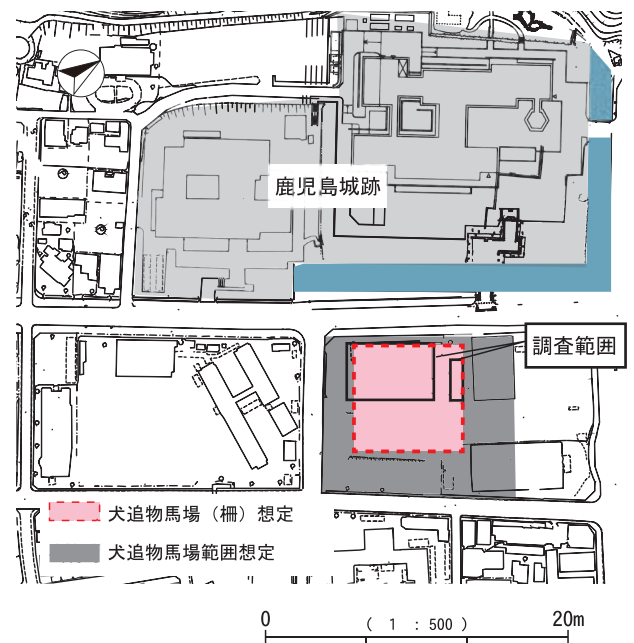 鹿児島城跡
調査範囲
犬追物馬場（柵）想定
犬追物馬場範囲想定
0 （ 1 : 500 ） 20m